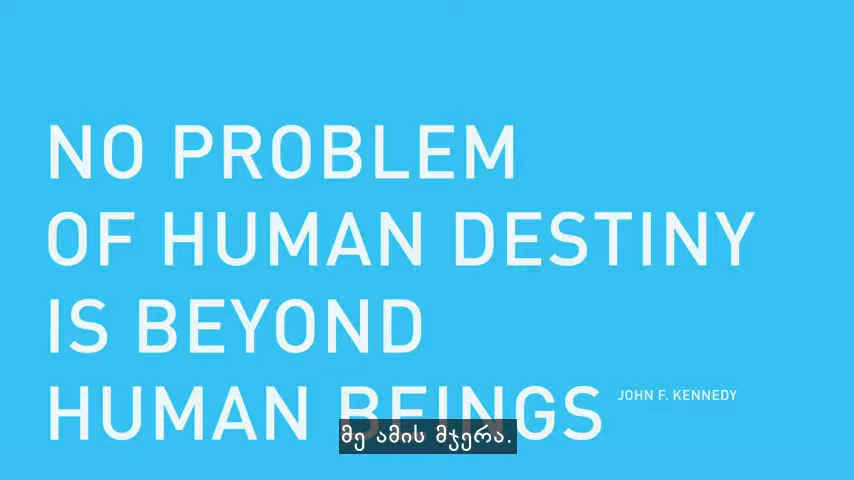 NO PROBLEM
OF HUMAN DESTINY
IS BEYOND
HUMAN BEINGS
JOHN F. KENNEDY
მე ამის მჯერა.